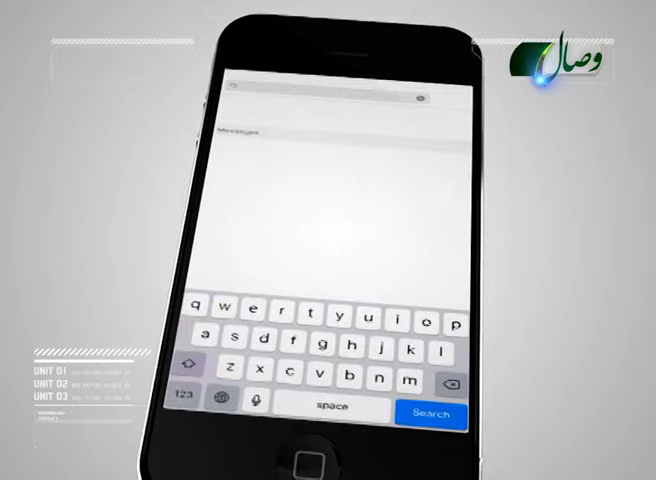 وصال
Messages
q w e r t y u i o p
a s d f g h j k l
z x c v b n m
123 space Search
UNIT 01
UNIT 02
UNIT 03